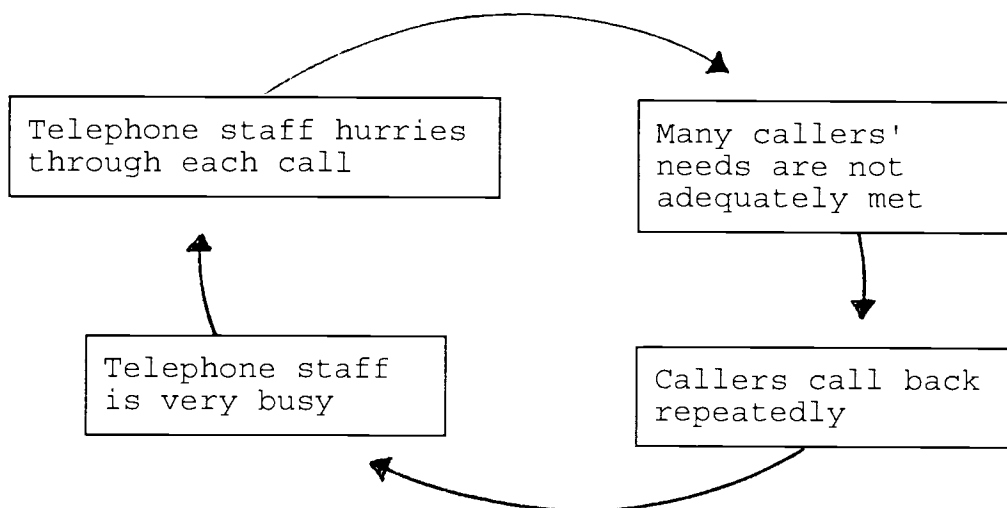 Telephone staff hurries
through each call
Many callers'
needs are not
adequately met
Telephone staff
is very busy
Callers call back
repeatedly